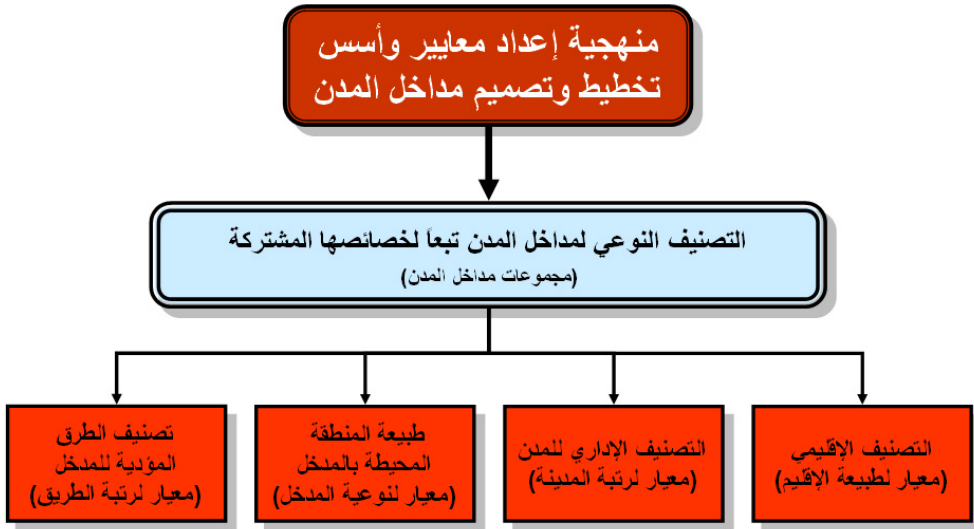 منهجية إعداد معايير وأسس
تخطيط وتصميم مداخل المدن
التصنيف النوعي لمداخل المدن تبعاً لخصائصها المشتركة
(مجموعات مداخل المدن)
التصنيف الإقليمي
(معيار لطبيعة الإقليم)
التصنيف الإداري للمدن
(معيار لرتبة المدينة)
طبيعة المنطقة
المحيطة بالمدخل
(معيار لنوعية المدخل)
تصنيف الطرق
المؤدية للمدخل
(معيار لرتبة الطريق)